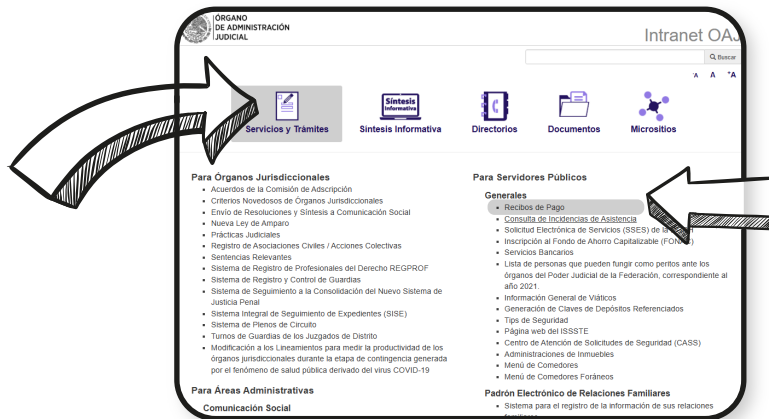 ÓRGANO
DE ADMINISTRACIÓN
JUDICIAL
Intranet OAJ
Buscar
-A A +A
Servicios y Trámites
Síntesis
Informativa
Síntesis Informativa
Directorios
Documentos
Micrositios
Para Órganos Jurisdiccionales
Acuerdos de la Comisión de Adscripción
Criterios Novedosos de Órganos Jurisdiccionales
Envío de Resoluciones y Síntesis a Comunicación Social
Nueva Ley de Amparo
Prácticas Judiciales
Registro de Asociaciones Civiles / Acciones Colectivas
Sentencias Relevantes
Sistema de Registro de Profesionales del Derecho REGPROF
Sistema de Registro y Control de Guardias
Sistema de Seguimiento a la Consolidación del Nuevo Sistema de
Justicia Penal
Sistema Integral de Seguimiento de Expedientes (SISE)
Sistema de Plenos de Circuito
Turnos de Guardias de los Juzgados de Distrito
Modificación a los Lineamientos para medir la productividad de los
órganos jurisdiccionales durante la etapa de contingencia generada
por el fenómeno de salud pública derivado del virus COVID-19
Para Áreas Administrativas
Comunicación Social
Para Servidores Públicos
Generales
Recibos de Pago
Consulta de Incidencias de Asistencia
Solicitud Electrónica de Servicios (SSES) de la
Inscripción al Fondo de Ahorro Capitalizable
Servicios Bancarios
Lista de personas que pueden fungir como peritos ante los
órganos del Poder Judicial de la Federación, correspondiente al
año 2021.
Información General de Viáticos
Generación de Claves de Depósitos Referenciados
Tips de Seguridad
Página web del ISSSTE
Centro de Atención de Solicitudes de Seguridad (CASS)
Administraciones de Inmuebles
Menú de Comedores
Menú de Comedores Foráneos
Padrón Electrónico de Relaciones Familiares
Sistema para el registro de la información de sus relaciones